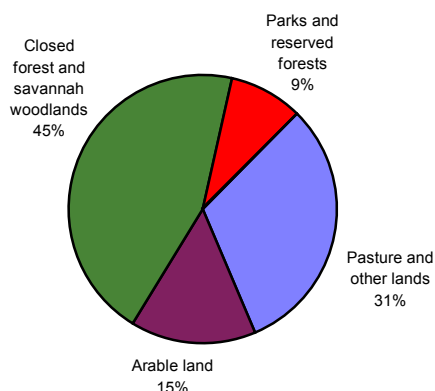 Closed
forest and
savannah
woodlands
45%
Parks and
reserved
forests
9%
Pasture and
other lands
31%
Arable land
15%